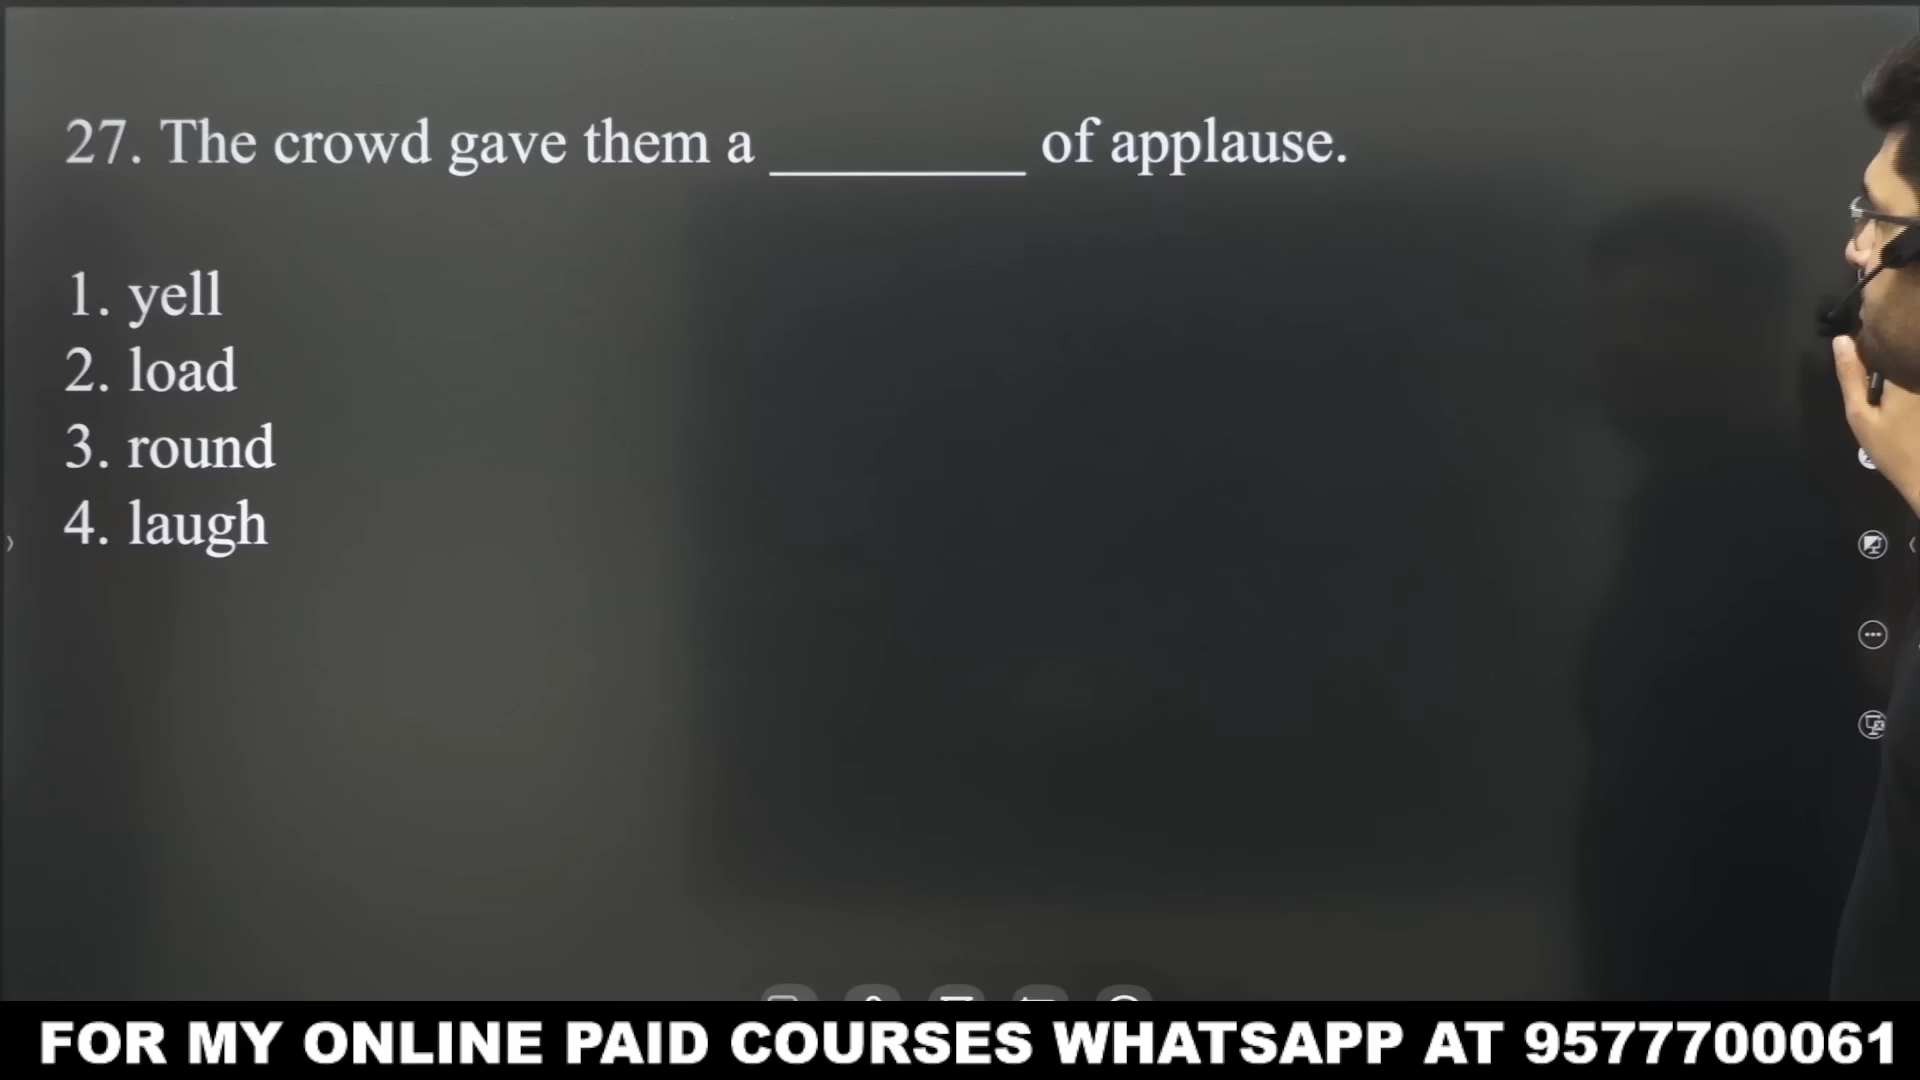 27. The crowd gave them a ________ of applause.
1. yell
2. load
3. round
4. laugh
FOR MY ONLINE PAID COURSES WHATSAPP AT 9577700061